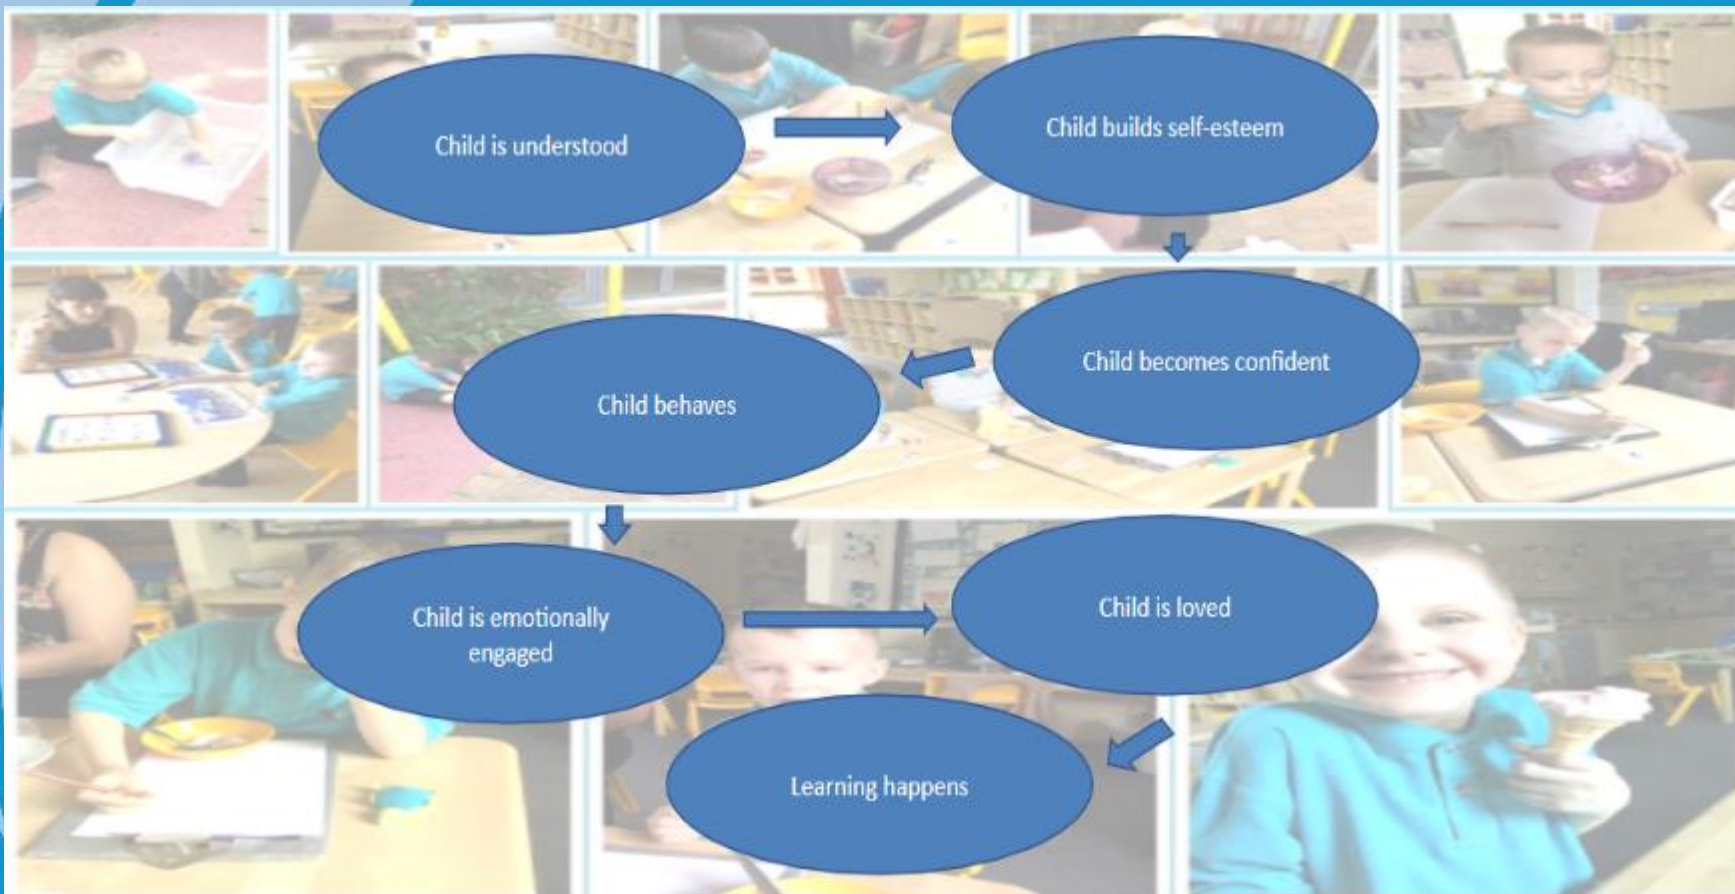 Child is understood
Child builds self-esteem
Child becomes confident
Child behaves
Child is emotionally
engaged
Child is loved
Learning happens